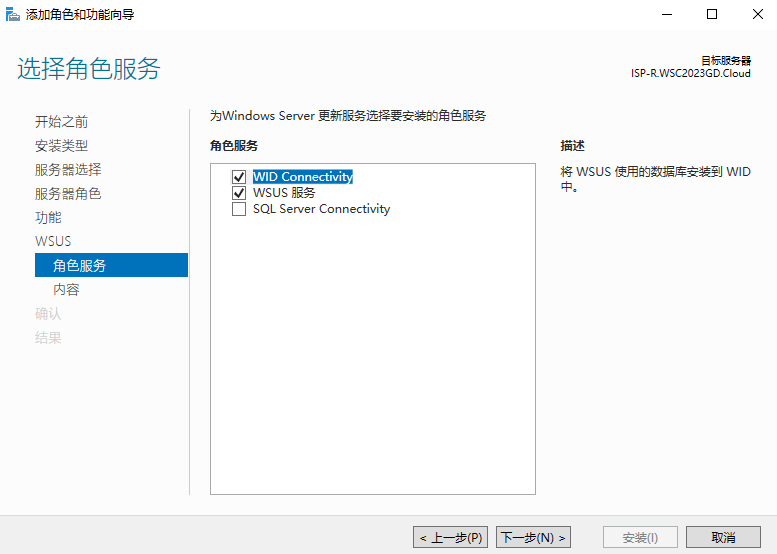 添加角色和功能向导
选择角色服务
目标服务器
ISP-R.WSC2023GD.Cloud
开始之前
安装类型
服务器选择
服务器角色
功能
WSUS
角色服务
内容
确认
结果
为Windows Server 更新服务选择要安装的角色服务
角色服务
WID Connectivity
WSUS 服务
SQL Server Connectivity
描述
将 WSUS 使用的数据库安装到 WID
中。
< 上一步(P)
下一步(N) >
安装(I)
取消